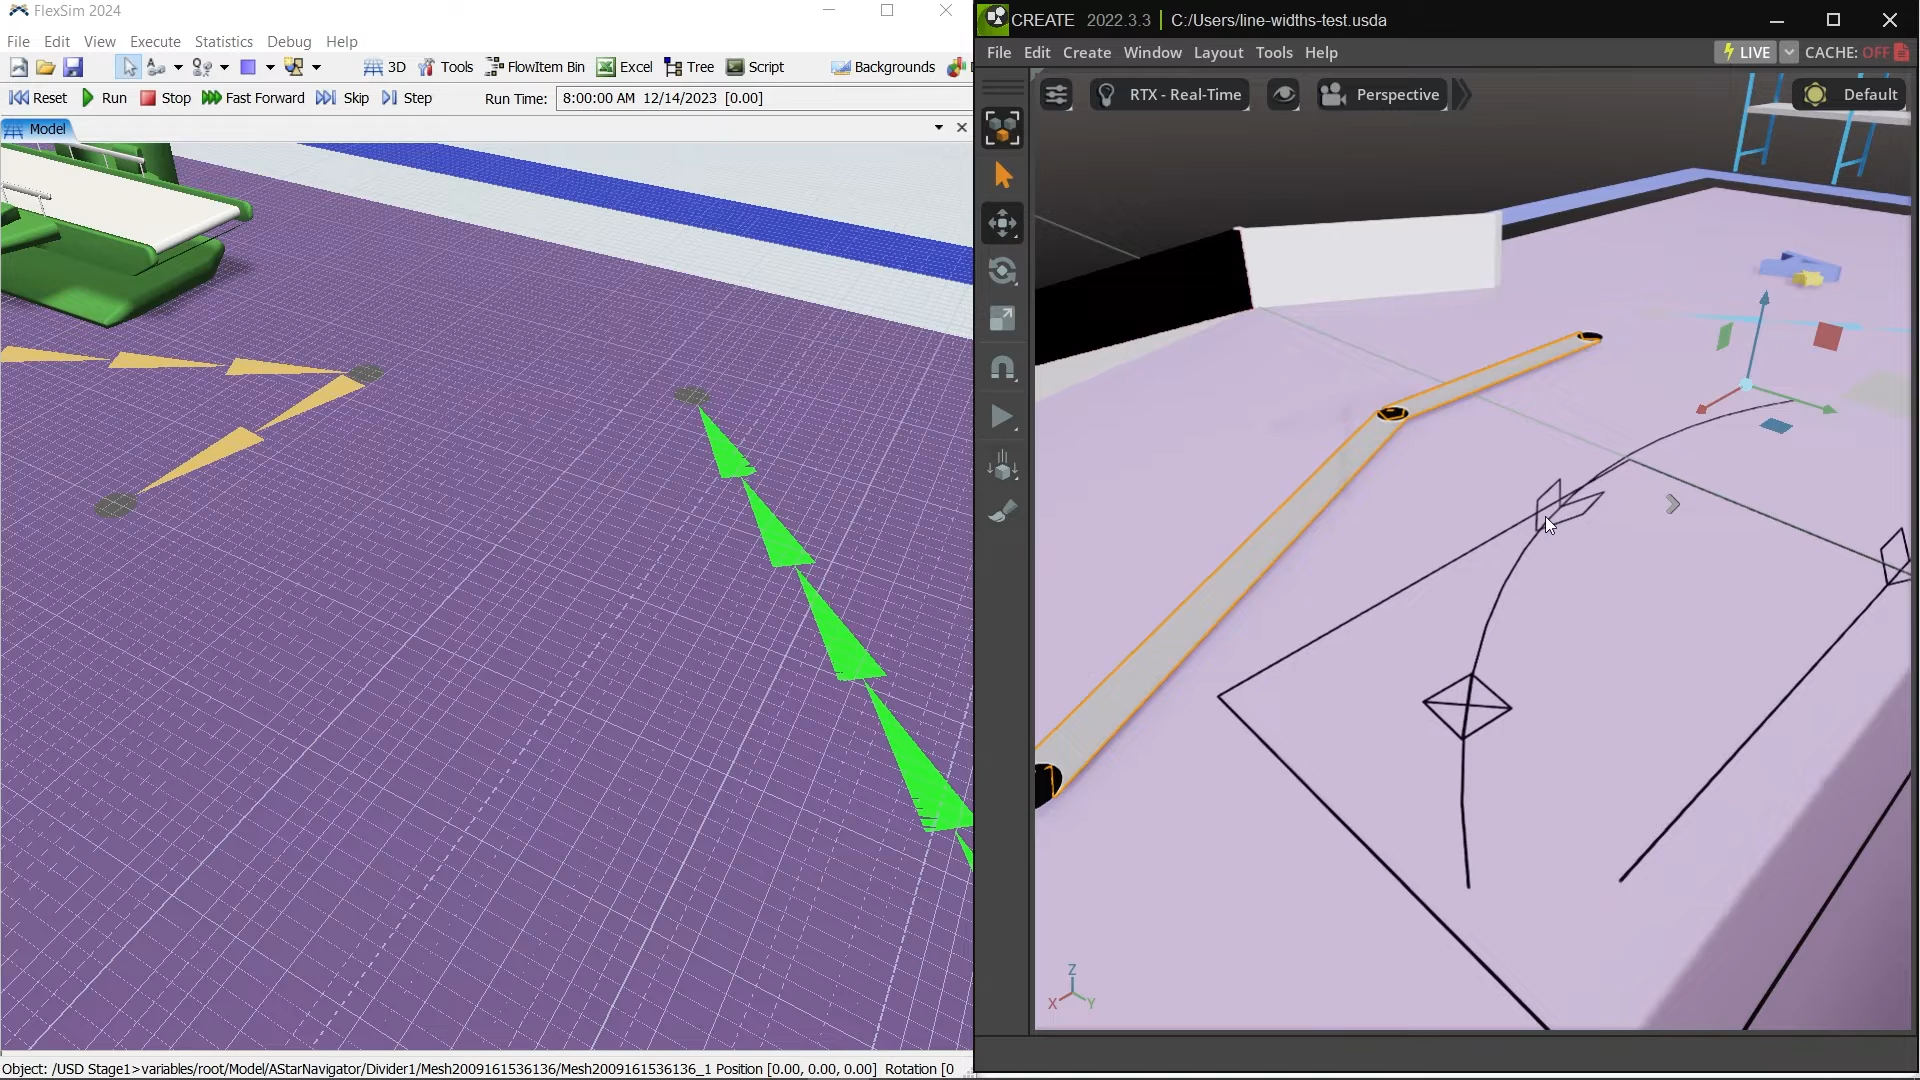 FlexSim 2024
File Edit View Execute Statistics Debug Help
3D Tools FlowItem Bin Excel Tree Script Backgrounds
Reset Run Stop Fast Forward Skip Step Run Time: 8:00:00 AM 12/14/2023 [0.00]
Model
Object: /USD Stage1>variables/root/Model/AStarNavigator/Divider1/Mesh2009161536136/Mesh2009161536136_1 Position [0.00, 0.00, 0.00] Rotation [0
CREATE 2022.3.3 | C:/Users/line-widths-test.usda
File Edit Create Window Layout Tools Help LIVE CACHE: OFF
RTX - Real-Time Perspective Default
Z
X Y